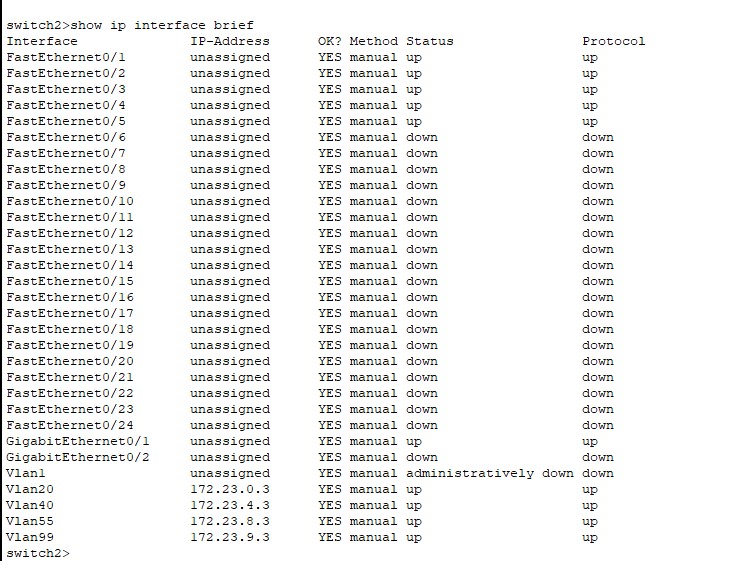 switch2>show ip interface brief
Interface              IP-Address      OK? Method Status                Protocol
FastEthernet0/1        unassigned      YES manual up                    up
FastEthernet0/2        unassigned      YES manual up                    up
FastEthernet0/3        unassigned      YES manual up                    up
FastEthernet0/4        unassigned      YES manual up                    up
FastEthernet0/5        unassigned      YES manual up                    up
FastEthernet0/6        unassigned      YES manual down                  down
FastEthernet0/7        unassigned      YES manual down                  down
FastEthernet0/8        unassigned      YES manual down                  down
FastEthernet0/9        unassigned      YES manual down                  down
FastEthernet0/10       unassigned      YES manual down                  down
FastEthernet0/11       unassigned      YES manual down                  down
FastEthernet0/12       unassigned      YES manual down                  down
FastEthernet0/13       unassigned      YES manual down                  down
FastEthernet0/14       unassigned      YES manual down                  down
FastEthernet0/15       unassigned      YES manual down                  down
FastEthernet0/16       unassigned      YES manual down                  down
FastEthernet0/17       unassigned      YES manual down                  down
FastEthernet0/18       unassigned      YES manual down                  down
FastEthernet0/19       unassigned      YES manual down                  down
FastEthernet0/20       unassigned      YES manual down                  down
FastEthernet0/21       unassigned      YES manual down                  down
FastEthernet0/22       unassigned      YES manual down                  down
FastEthernet0/23       unassigned      YES manual down                  down
FastEthernet0/24       unassigned      YES manual down                  down
GigabitEthernet0/1     unassigned      YES manual up                    up
GigabitEthernet0/2     unassigned      YES manual down                  down
Vlan1                  unassigned      YES manual administratively down down
Vlan20                 172.23.0.3      YES manual up                    up
Vlan40                 172.23.4.3      YES manual up                    up
Vlan55                 172.23.8.3      YES manual up                    up
Vlan99                 172.23.9.3      YES manual up                    up
switch2>